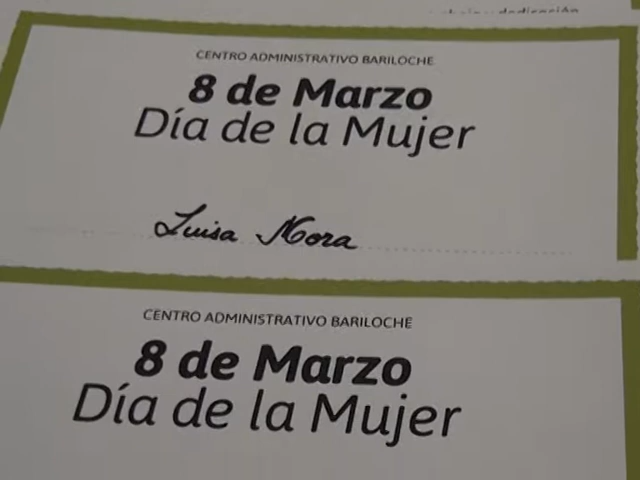 CENTRO ADMINISTRATIVO BARILOCHE
8 de Marzo
Día de la Mujer
Luisa Mora
CENTRO ADMINISTRATIVO BARILOCHE
8 de Marzo
Día de la Mujer